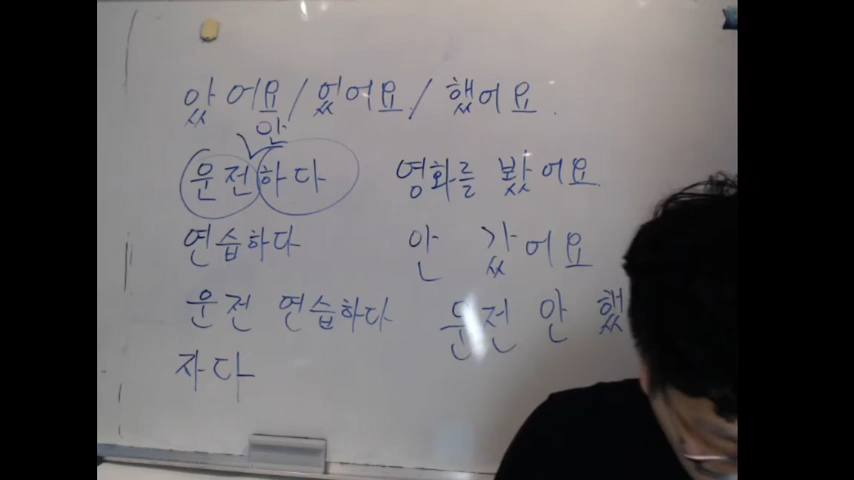 았어요/었어요/했어요.
안
운전하다 영화를 봤어요.
연습하다 안 갔어요
운전 연습하다 운전 안 했
자다